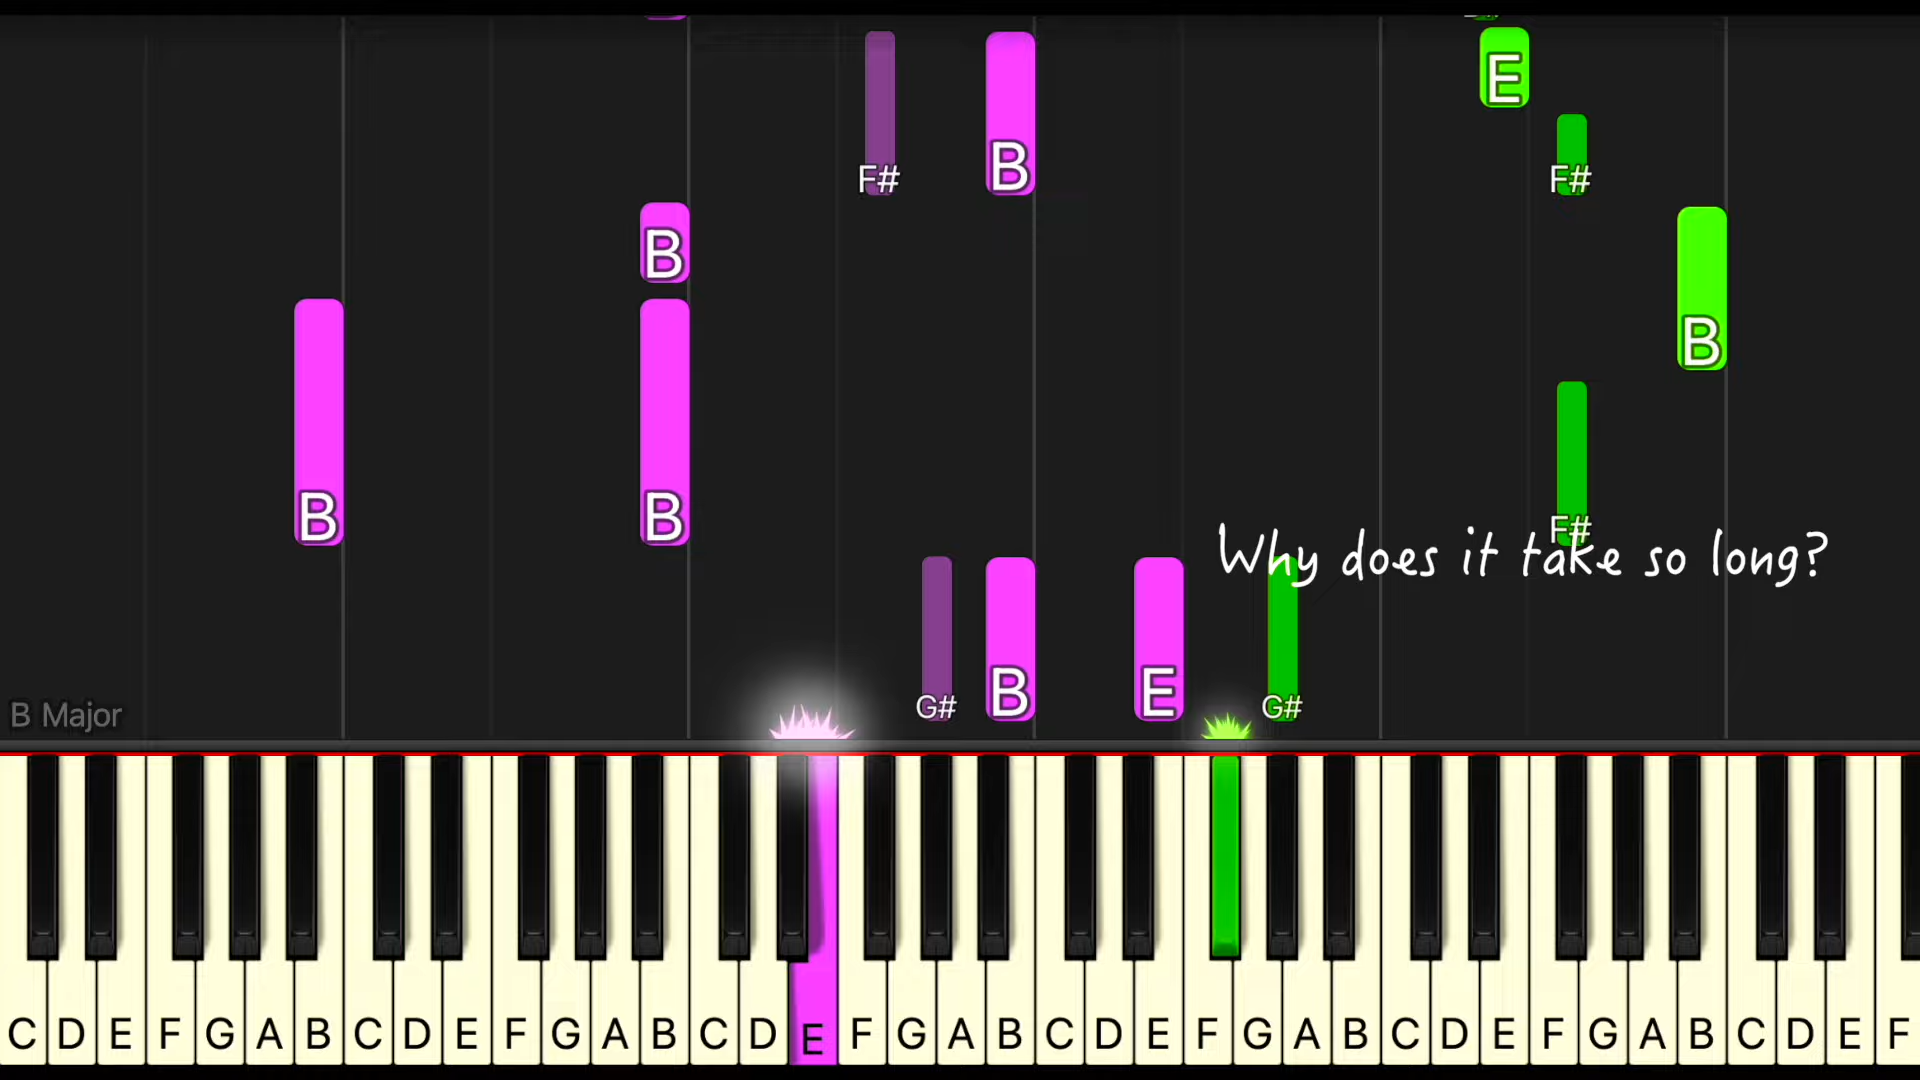 E
F# B F#
B
B
B B F#
Why does it take so long?
G# B E G#
B Major
C D E F G A B C D E F G A B C D E F G A B C D E F G A B C D E F G A B C D E F